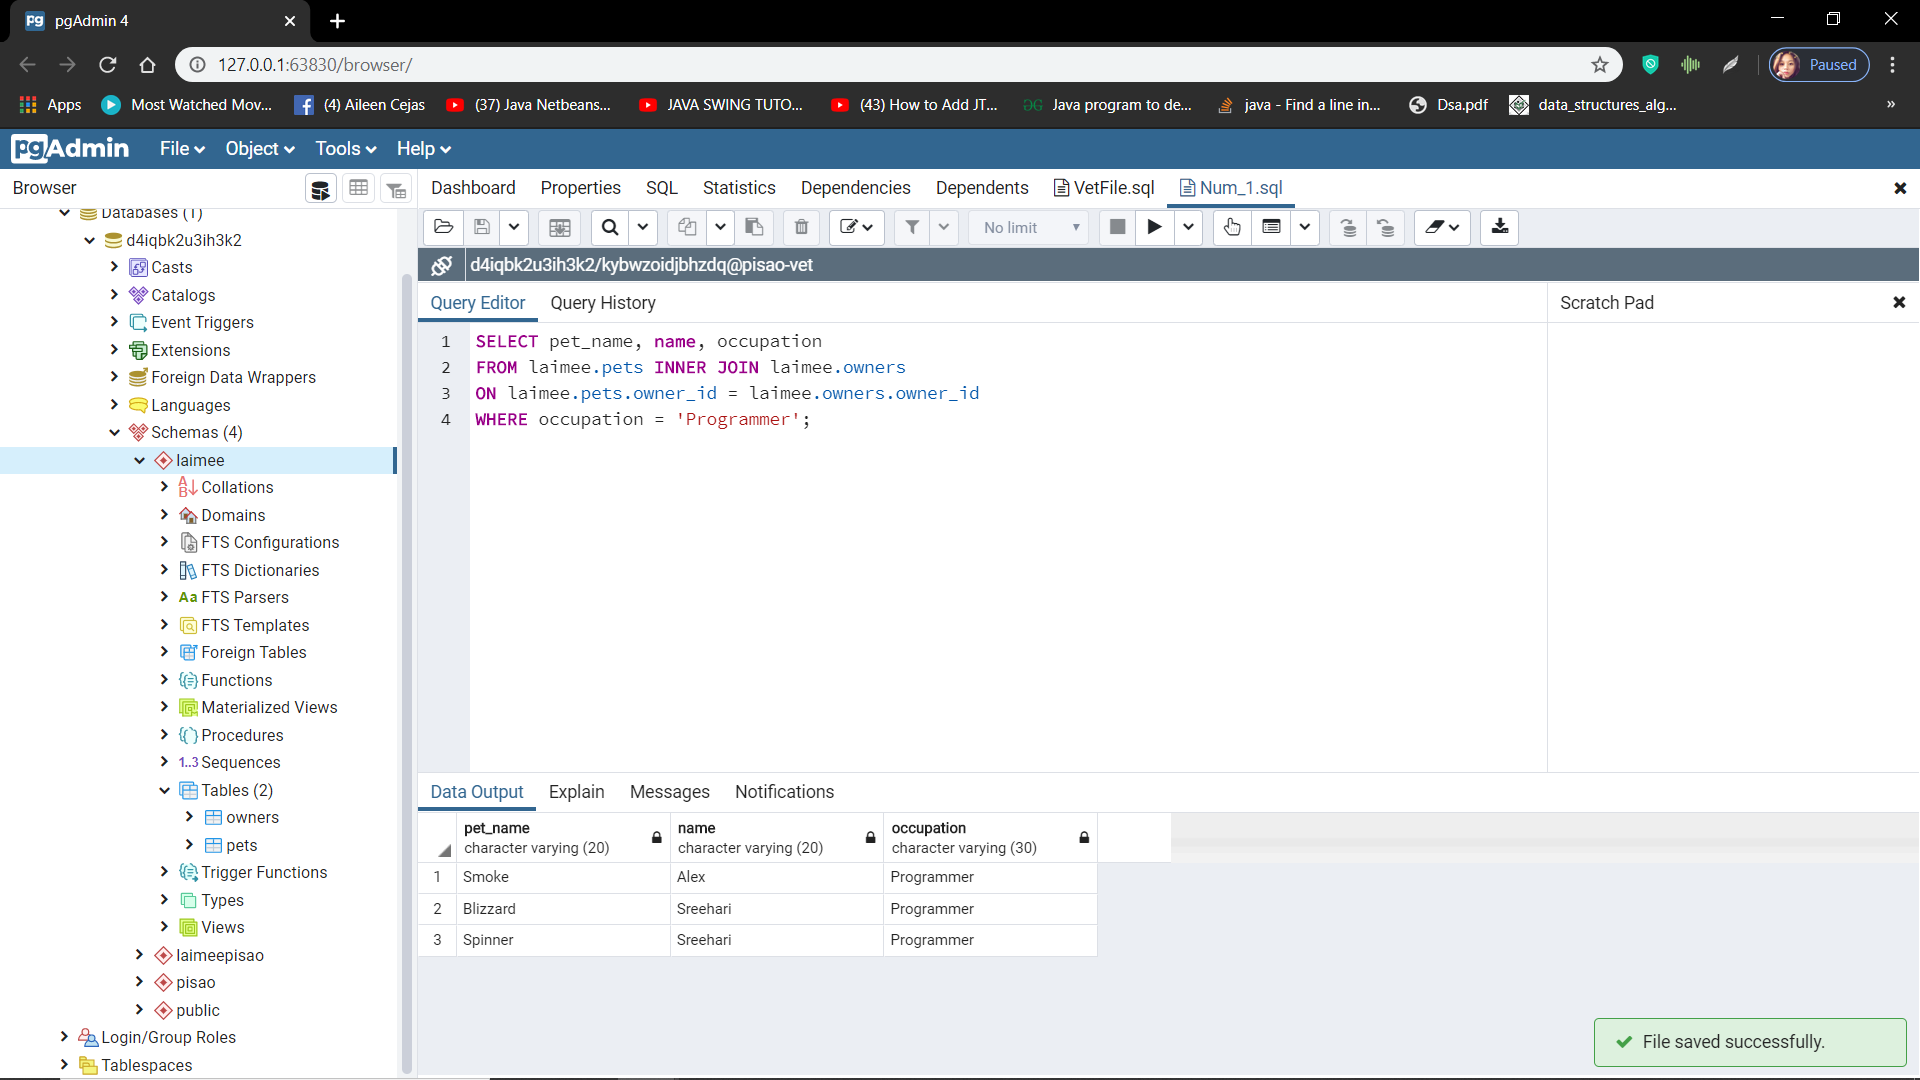 pgAdmin 4
127.0.0.1:63830/browser/
Paused
Apps
Most Watched Mov...
(4) Aileen Cejas
(37) Java Netbeans...
JAVA SWING TUTO...
(43) How to Add JT...
Java program to de...
java - Find a line in...
Dsa.pdf
data_structures_alg...
»
pgAdmin
File
Object
Tools
Help
Browser
Dashboard
Properties
SQL
Statistics
Dependencies
Dependents
VetFile.sql
Num_1.sql
No limit
d4iqbk2u3ih3k2/kybwzoidjbhzdq@pisao-vet
Databases (1)
d4iqbk2u3ih3k2
Casts
Catalogs
Event Triggers
Extensions
Foreign Data Wrappers
Languages
Schemas (4)
laimee
Collations
Domains
FTS Configurations
FTS Dictionaries
Aa FTS Parsers
FTS Templates
Foreign Tables
Functions
Materialized Views
Procedures
1..3 Sequences
Tables (2)
owners
pets
Trigger Functions
Types
Views
laimeepisao
pisao
public
Login/Group Roles
Tablespaces
Query Editor
Query History
Scratch Pad
1 SELECT pet_name, name, occupation
2 FROM laimee.pets INNER JOIN laimee.owners
3 ON laimee.pets.owner_id = laimee.owners.owner_id
4 WHERE occupation = 'Programmer';
Data Output
Explain
Messages
Notifications
pet_name name occupation
character varying (20) character varying (20) character varying (30)
1 Smoke Alex Programmer
2 Blizzard Sreehari Programmer
3 Spinner Sreehari Programmer
File saved successfully.